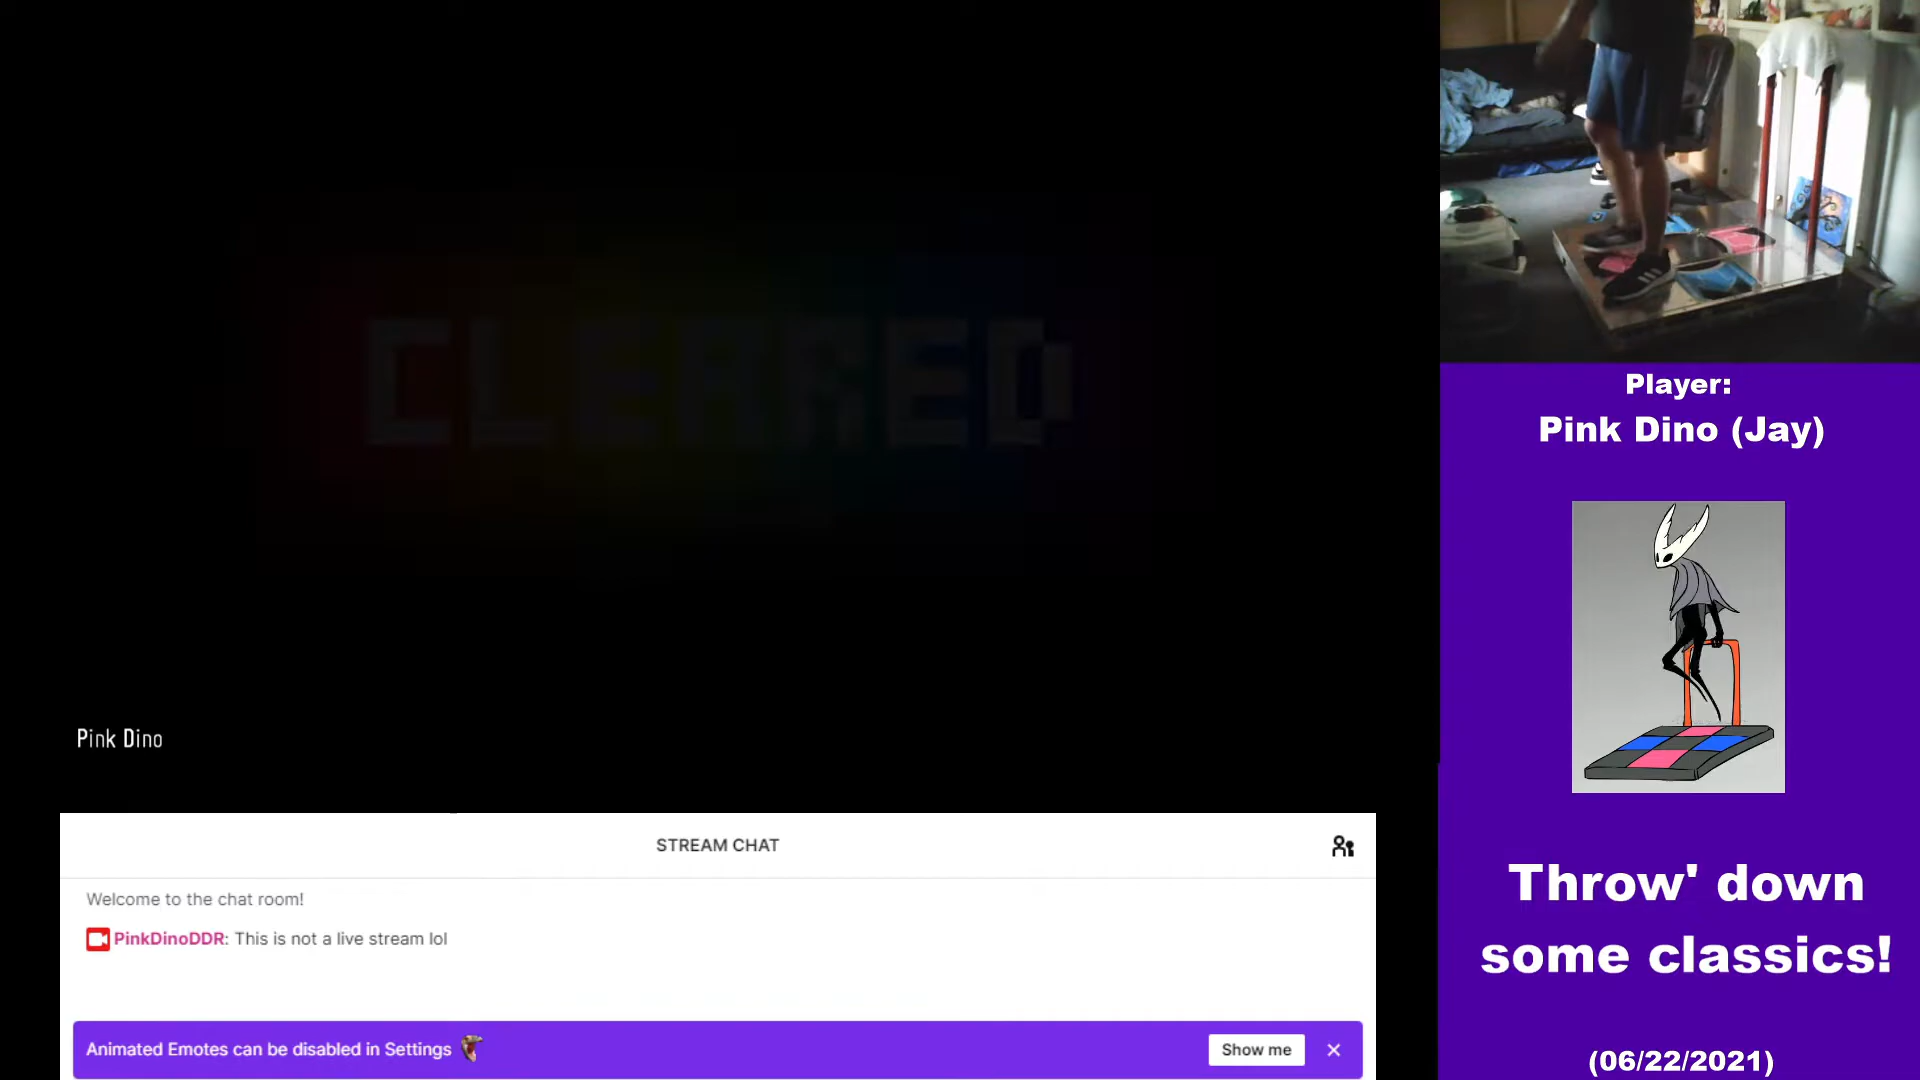 CLEARED
Pink Dino
STREAM CHAT
Welcome to the chat room!
PinkDinoDDR: This is not a live stream lol
Animated Emotes can be disabled in Settings
Show me
Player:
Pink Dino (Jay)
Throw' down
some classics!
(06/22/2021)